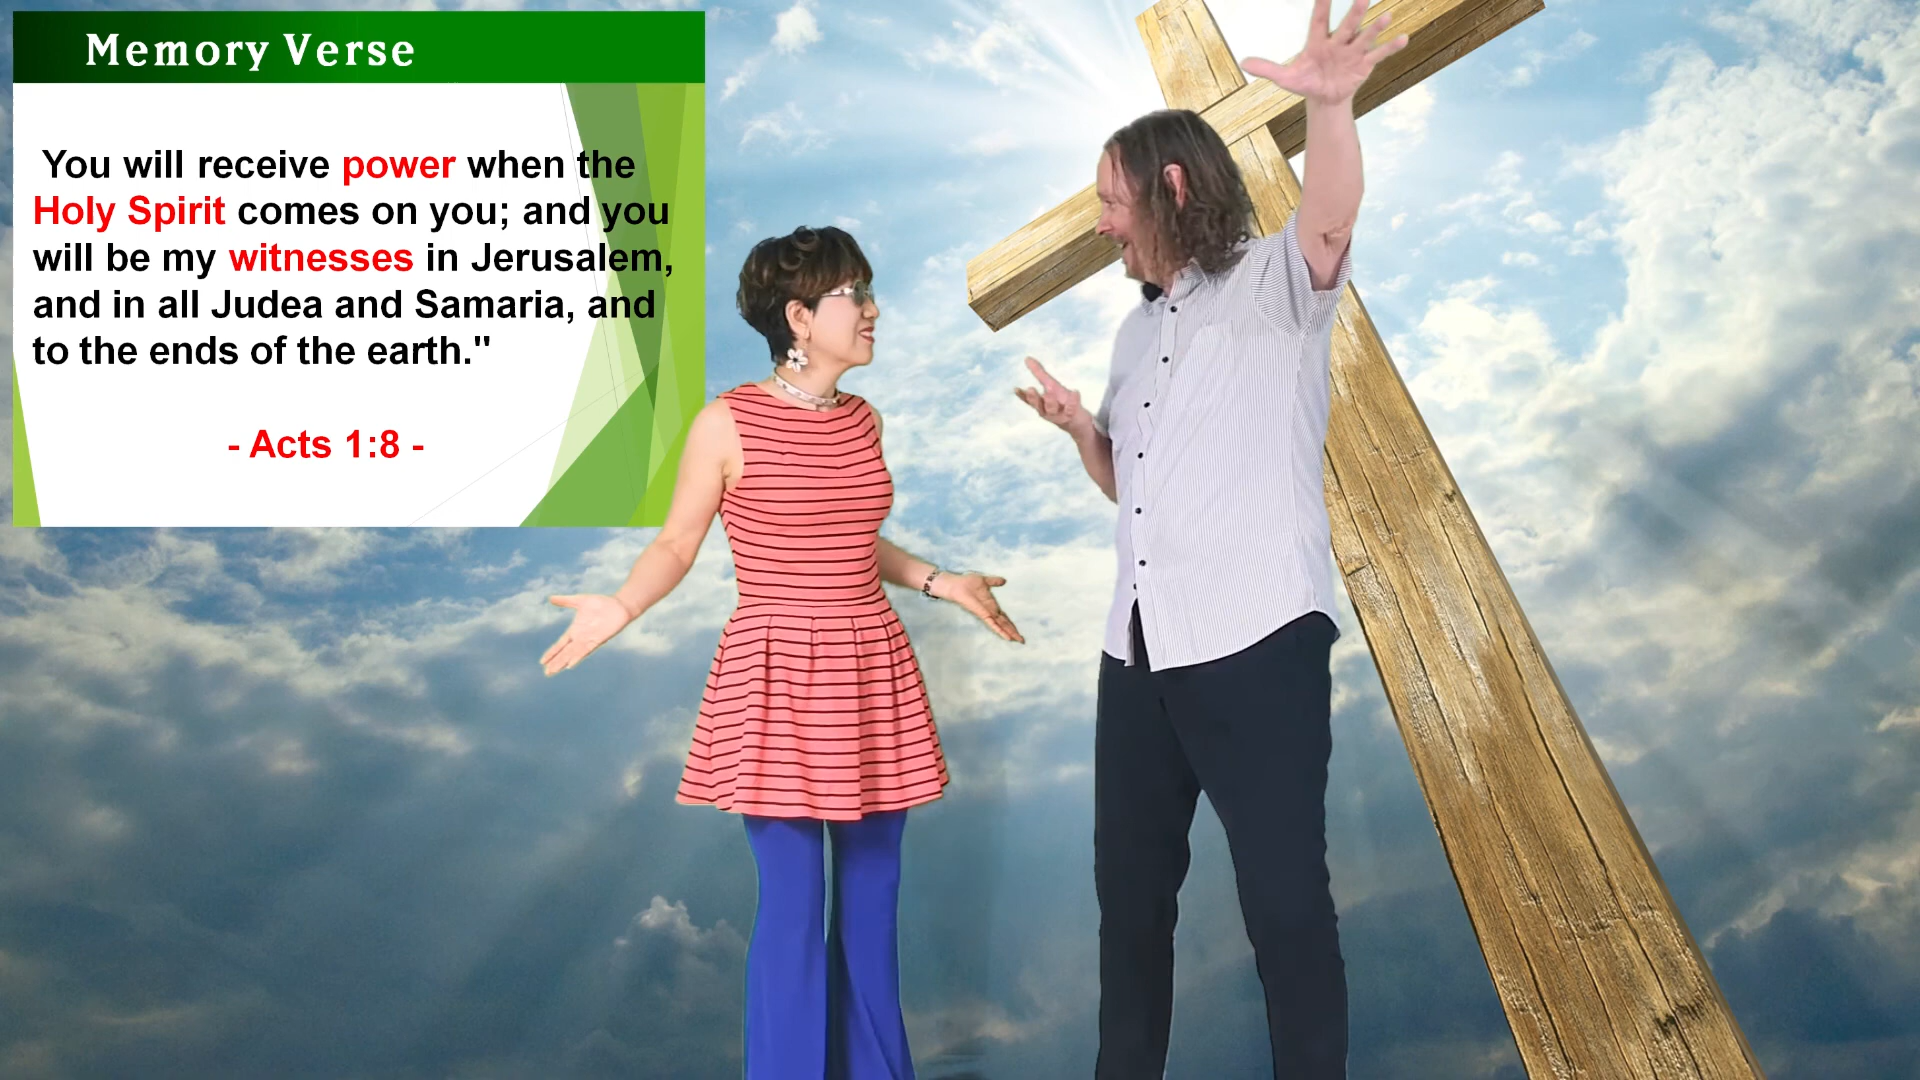 Memory Verse
You will receive power when the
Holy Spirit comes on you; and you
will be my witnesses in Jerusalem,
and in all Judea and Samaria, and
to the ends of the earth."
- Acts 1:8 -